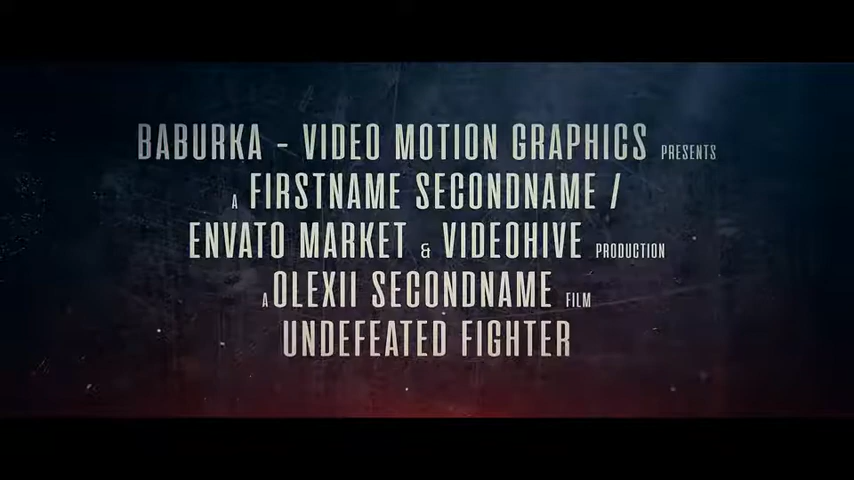 BABURKA - VIDEO MOTION GRAPHICS PRESENTS
A FIRSTNAME SECONDNAME /
ENVATO MARKET & VIDEOHIVE PRODUCTION
A OLEXII SECONDNAME FILM
UNDEFEATED FIGHTER